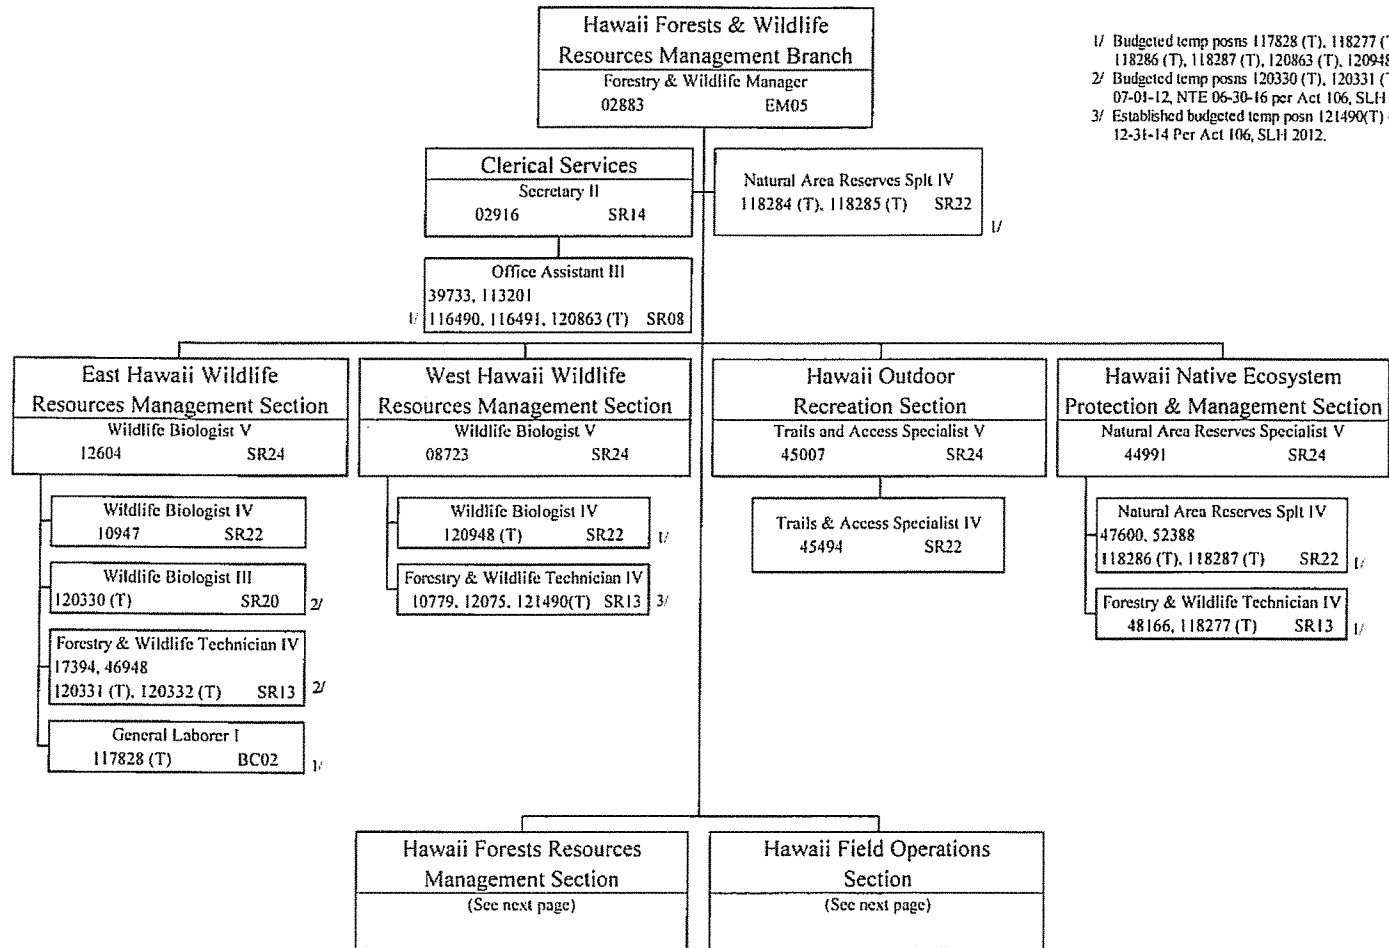 Hawaii Forests & Wildlife
Resources Management Branch
Forestry & Wildlife Manager
02883 EM05
1/ Budgeted temp posns 117828 (T), 118277 (T
118286 (T), 118287 (T), 120863 (T), 120948
2/ Budgeted temp posns 120330 (T), 120331 (T
07-01-12, NTE 06-30-16 per Act 106, SLH
3/ Established budgeted temp posn 121490(T)
12-31-14 Per Act 106, SLH 2012.
Clerical Services
Secretary II
02916 SR14
Natural Area Reserves Splt IV
118284 (T), 118285 (T) SR22
1/
Office Assistant III
39733, 113201
1/ 116490, 116491, 120863 (T) SR08
East Hawaii Wildlife
Resources Management Section
Wildlife Biologist V
12604 SR24
Wildlife Biologist IV
10947 SR22
Wildlife Biologist III
120330 (T) SR20 2/
Forestry & Wildlife Technician IV
17394, 46948
120331 (T), 120332 (T) SR13 2/
General Laborer I
117828 (T) BC02 1/
West Hawaii Wildlife
Resources Management Section
Wildlife Biologist V
08723 SR24
Wildlife Biologist IV
120948 (T) SR22 1/
Forestry & Wildlife Technician IV
10779, 12075, 121490(T) SR13 3/
Hawaii Outdoor
Recreation Section
Trails and Access Specialist V
45007 SR24
Trails & Access Specialist IV
45494 SR22
Hawaii Native Ecosystem
Protection & Management Section
Natural Area Reserves Specialist V
44991 SR24
Natural Area Reserves Splt IV
47600, 52388
118286 (T), 118287 (T) SR22 1/
Forestry & Wildlife Technician IV
48166, 118277 (T) SR13 1/
Hawaii Forests Resources
Management Section
(See next page)
Hawaii Field Operations
Section
(See next page)